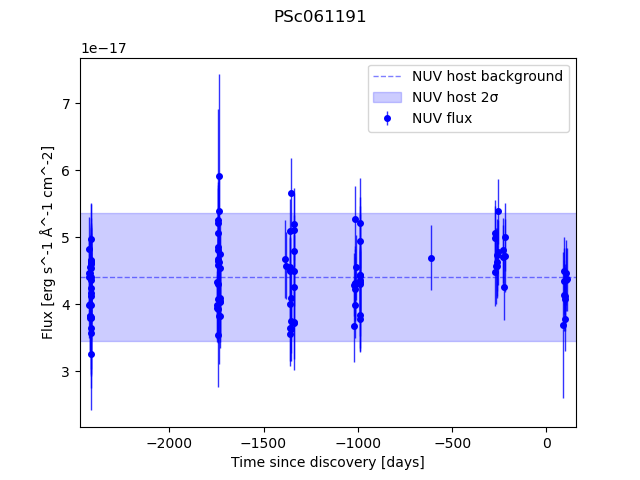 PSc061191
1e−17
NUV host background
NUV host 2σ
NUV flux
7
6
5
4
3
Flux [erg s^-1 Å^-1 cm^-2]
−2000
−1500
−1000
−500
0
Time since discovery [days]